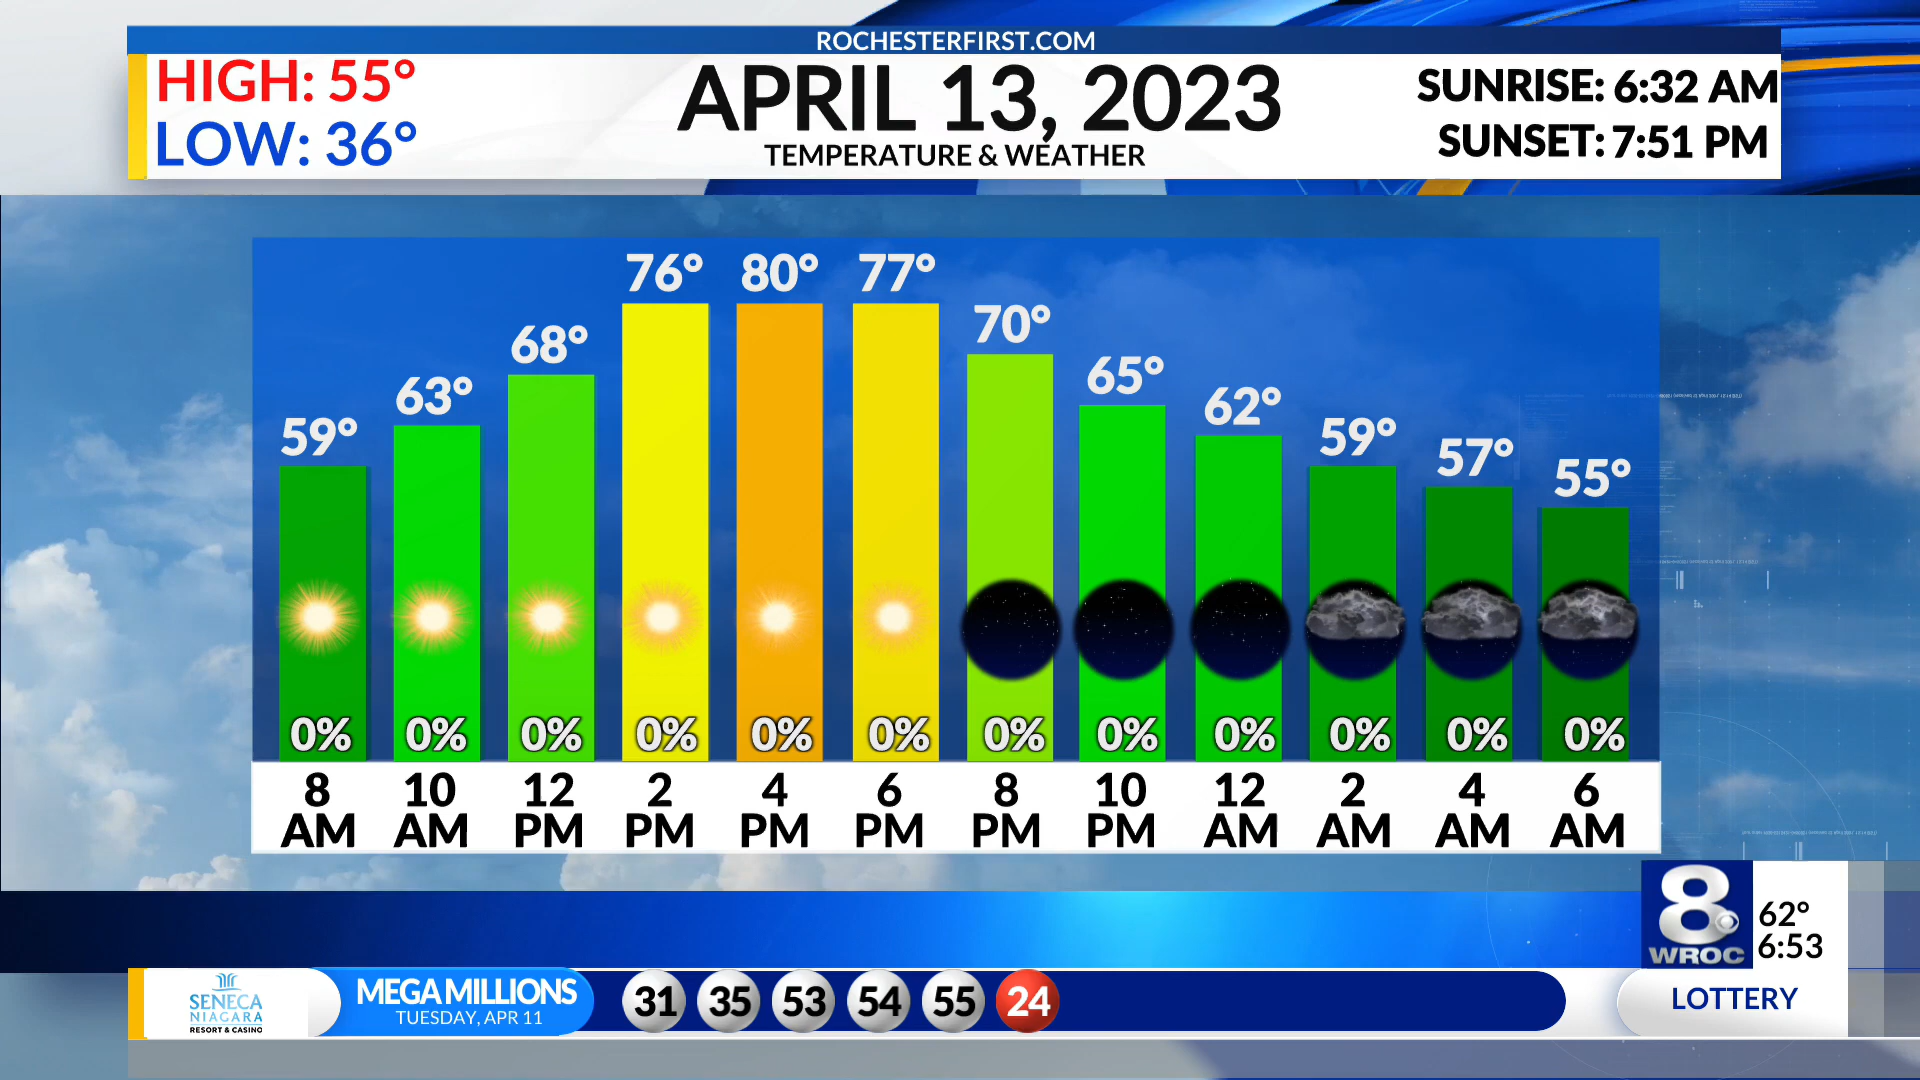 ROCHESTERFIRST.COM
HIGH: 55°
LOW: 36°
APRIL 13, 2023
TEMPERATURE & WEATHER
SUNRISE: 6:32 AM
SUNSET: 7:51 PM
59° 63° 68° 76° 80° 77° 70° 65° 62° 59° 57° 55°
0% 0% 0% 0% 0% 0% 0% 0% 0% 0% 0% 0%
8 10 12 2 4 6 8 10 12 2 4 6
AM AM PM PM PM PM PM PM AM AM AM AM
8
WROC
62°
6:53
SENECA
NIAGARA
RESORT & CASINO
MEGA MILLIONS
TUESDAY, APR 11
31 35 53 54 55 24
LOTTERY